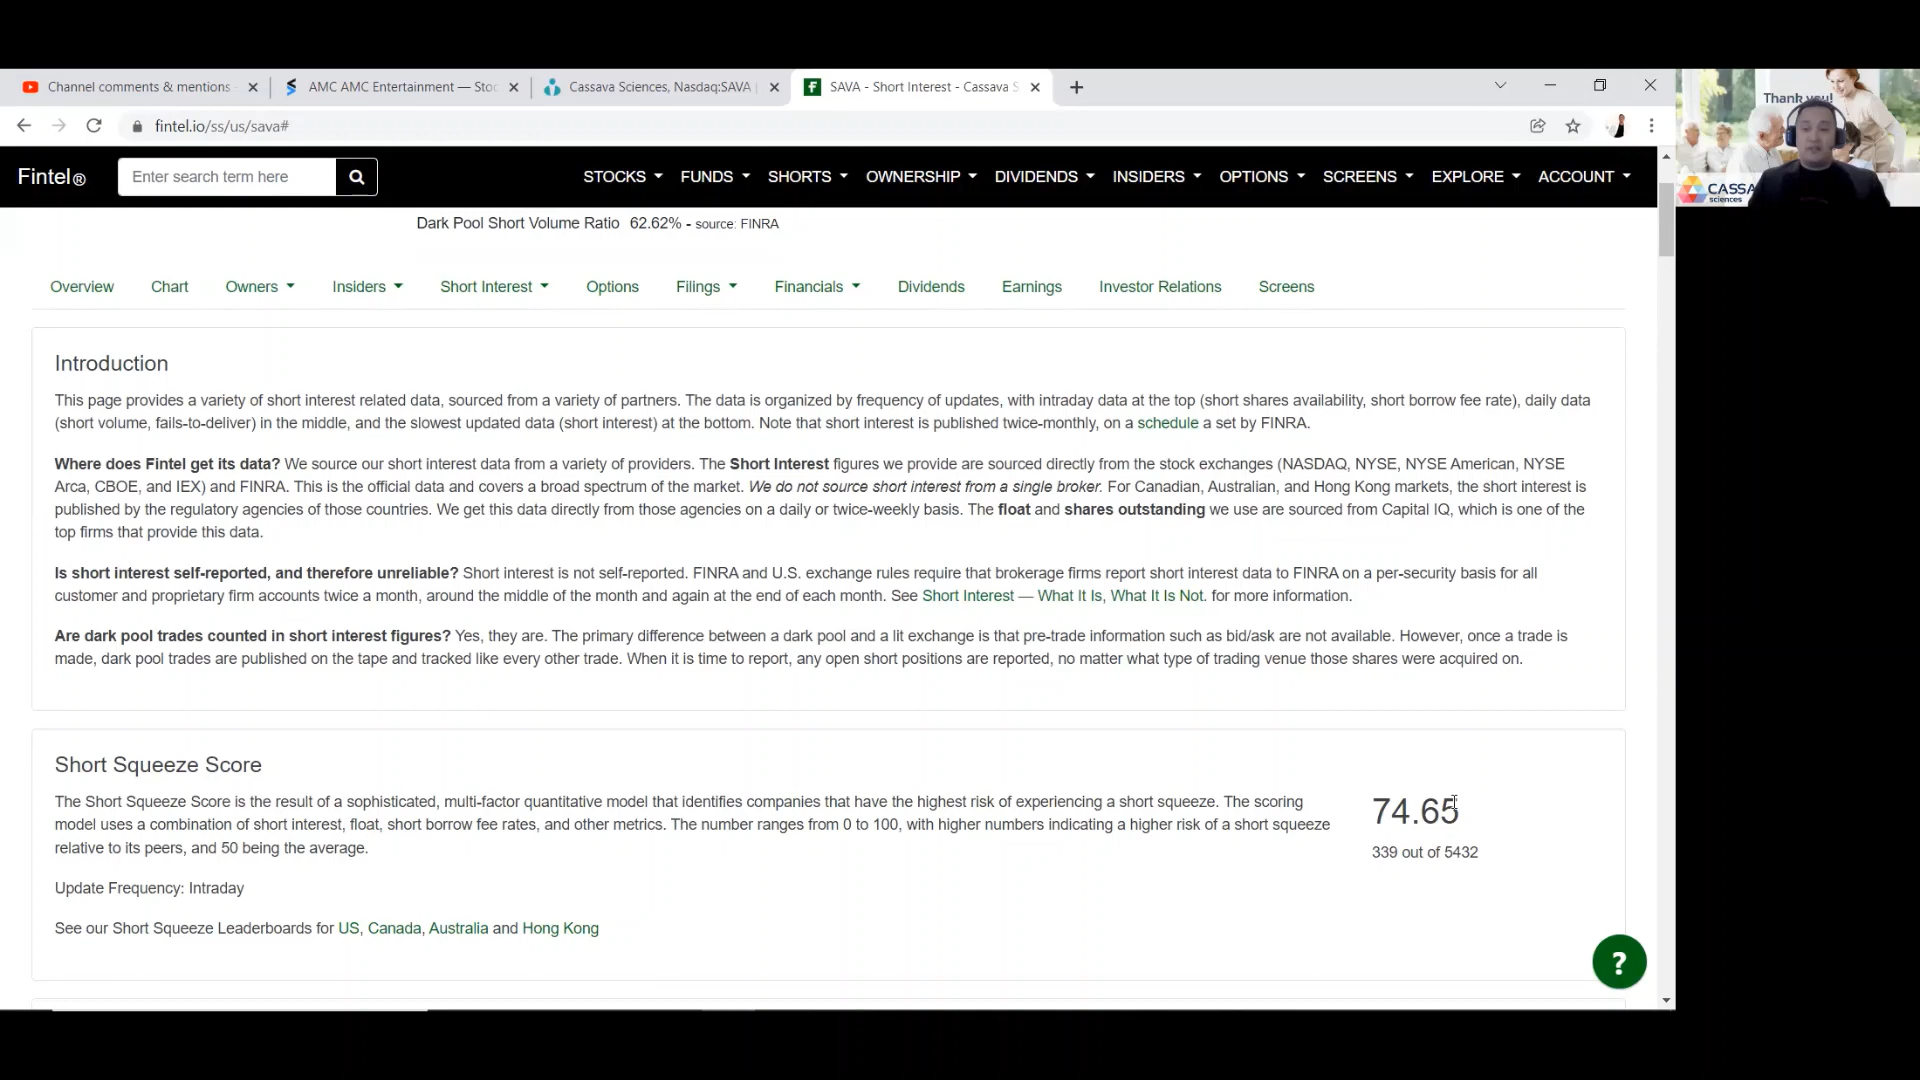 Channel comments & mentions
AMC AMC Entertainment — Stoc
Cassava Sciences, Nasdaq:SAVA |
SAVA - Short Interest - Cassava S
fintel.io/ss/us/sava#
Thank you!
CASSA
sciences
Fintel®
Enter search term here
STOCKS FUNDS SHORTS OWNERSHIP DIVIDENDS INSIDERS OPTIONS SCREENS EXPLORE ACCOUNT
Dark Pool Short Volume Ratio 62.62% - source: FINRA
Overview Chart Owners Insiders Short Interest Options Filings Financials Dividends Earnings Investor Relations Screens
Introduction
This page provides a variety of short interest related data, sourced from a variety of partners. The data is organized by frequency of updates, with intraday data at the top (short shares availability, short borrow fee rate), daily data
(short volume, fails-to-deliver) in the middle, and the slowest updated data (short interest) at the bottom. Note that short interest is published twice-monthly, on a schedule a set by FINRA.
Where does Fintel get its data? We source our short interest data from a variety of providers. The Short Interest figures we provide are sourced directly from the stock exchanges (NASDAQ, NYSE, NYSE American, NYSE
Arca, CBOE, and IEX) and FINRA. This is the official data and covers a broad spectrum of the market. We do not source short interest from a single broker. For Canadian, Australian, and Hong Kong markets, the short interest is
published by the regulatory agencies of those countries. We get this data directly from those agencies on a daily or twice-weekly basis. The float and shares outstanding we use are sourced from Capital IQ, which is one of the
top firms that provide this data.
Is short interest self-reported, and therefore unreliable? Short interest is not self-reported. FINRA and U.S. exchange rules require that brokerage firms report short interest data to FINRA on a per-security basis for all
customer and proprietary firm accounts twice a month, around the middle of the month and again at the end of each month. See Short Interest — What It Is, What It Is Not. for more information.
Are dark pool trades counted in short interest figures? Yes, they are. The primary difference between a dark pool and a lit exchange is that pre-trade information such as bid/ask are not available. However, once a trade is
made, dark pool trades are published on the tape and tracked like every other trade. When it is time to report, any open short positions are reported, no matter what type of trading venue those shares were acquired on.
Short Squeeze Score
The Short Squeeze Score is the result of a sophisticated, multi-factor quantitative model that identifies companies that have the highest risk of experiencing a short squeeze. The scoring
model uses a combination of short interest, float, short borrow fee rates, and other metrics. The number ranges from 0 to 100, with higher numbers indicating a higher risk of a short squeeze
relative to its peers, and 50 being the average.
74.65
339 out of 5432
Update Frequency: Intraday
See our Short Squeeze Leaderboards for US, Canada, Australia and Hong Kong
?